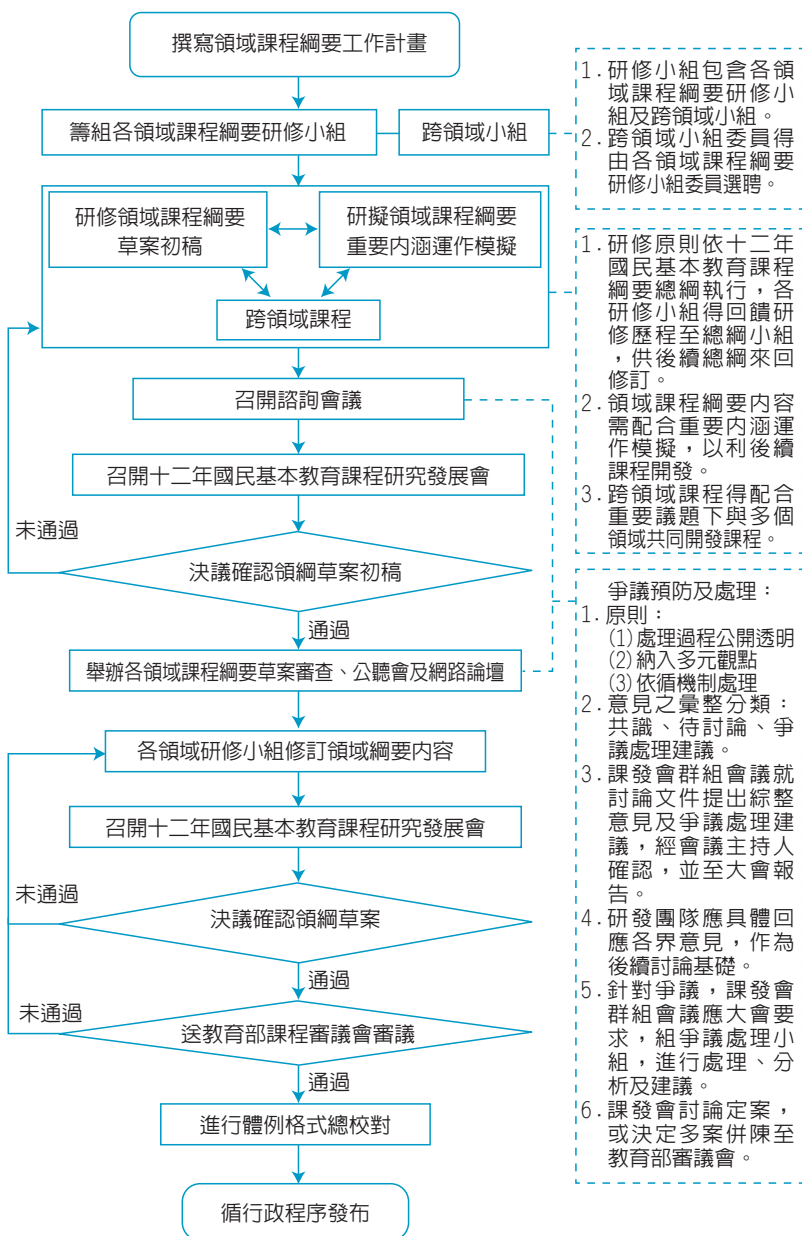 撰寫領域課程綱要工作計畫
籌組各領域課程綱要研修小組
跨領域小組
1.研修小組包含各領
域課程綱要研修小
組及跨領域小組。
2.跨領域小組委員得
由各領域課程綱要
研修小組委員選聘。
研修領域課程綱要
草案初稿
研擬領域課程綱要
重要內涵運作模擬
跨領域課程
1.研修原則依十二年
國民基本教育課程
綱要總綱執行，各
研修小組得回饋研
修歷程至總綱小組
，供後續總綱來回
修訂。
2.領域課程綱要內容
需配合重要內涵運
作模擬，以利後續
課程開發。
3.跨領域課程得配合
重要議題下與多個
領域共同開發課程。
召開諮詢會議
召開十二年國民基本教育課程研究發展會
未通過
決議確認領綱草案初稿
通過
舉辦各領域課程綱要草案審查、公聽會及網路論壇
各領域研修小組修訂領域綱要內容
召開十二年國民基本教育課程研究發展會
未通過
決議確認領綱草案
通過
未通過
送教育部課程審議會審議
通過
進行體例格式總校對
循行政程序發布
爭議預防及處理：
1.原則：
(1)處理過程公開透明
(2)納入多元觀點
(3)依循機制處理
2.意見之彙整分類：
共識、待討論、爭
議處理建議。
3.課發會群組會議就
討論文件提出綜整
意見及爭議處理建
議，經會議主持人
確認，並至大會報
告。
4.研發團隊應具體回
應各界意見，作為
後續討論基礎。
5.針對爭議，課發會
群組會議應大會要
求，組爭議處理小
組，進行處理、分
析及建議。
6.課發會討論定案，
或決定多案併陳至
教育部審議會。